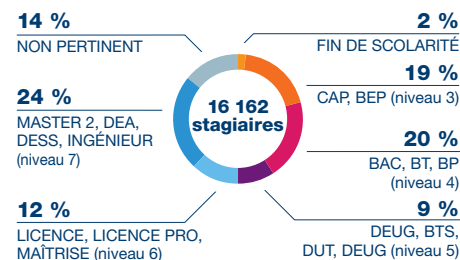 14 %
NON PERTINENT
24 %
MASTER 2, DEA,
DESS, INGÉNIEUR
(niveau 7)
12 %
LICENCE, LICENCE PRO,
MAÎTRISE (niveau 6)
16 162
stagiaires
2 %
FIN DE SCOLARITÉ
19 %
CAP, BEP (niveau 3)
20 %
BAC, BT, BP
(niveau 4)
9 %
DEUG, BTS,
DUT, DEUG (niveau 5)